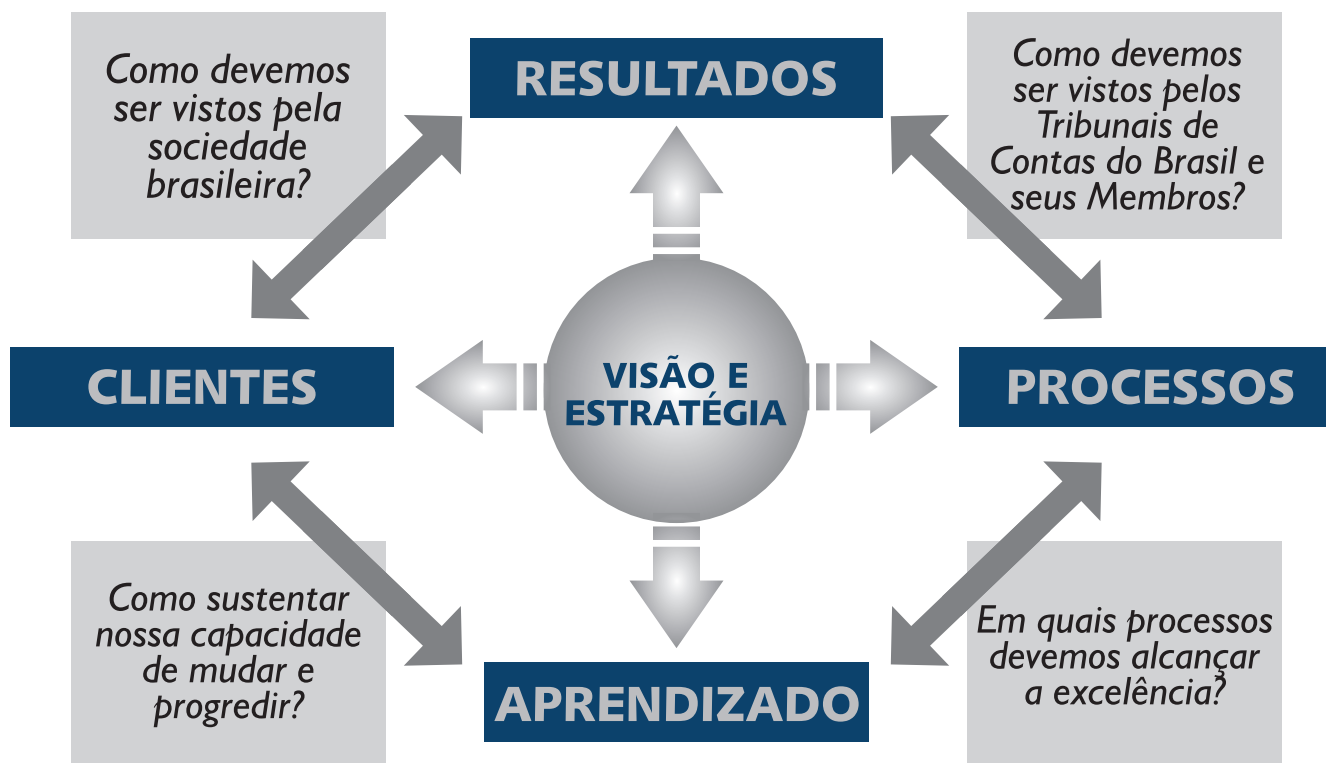 Como devemos
ser vistos pela
sociedade
brasileira?
RESULTADOS
Como devemos
ser vistos pelos
Tribunais de
Contas do Brasil e
seus Membros?
CLIENTES
VISÃO E
ESTRATÉGIA
PROCESSOS
Como sustentar
nossa capacidade
de mudar e
progredir?
APRENDIZADO
Em quais processos
devemos alcançar
a excelência?